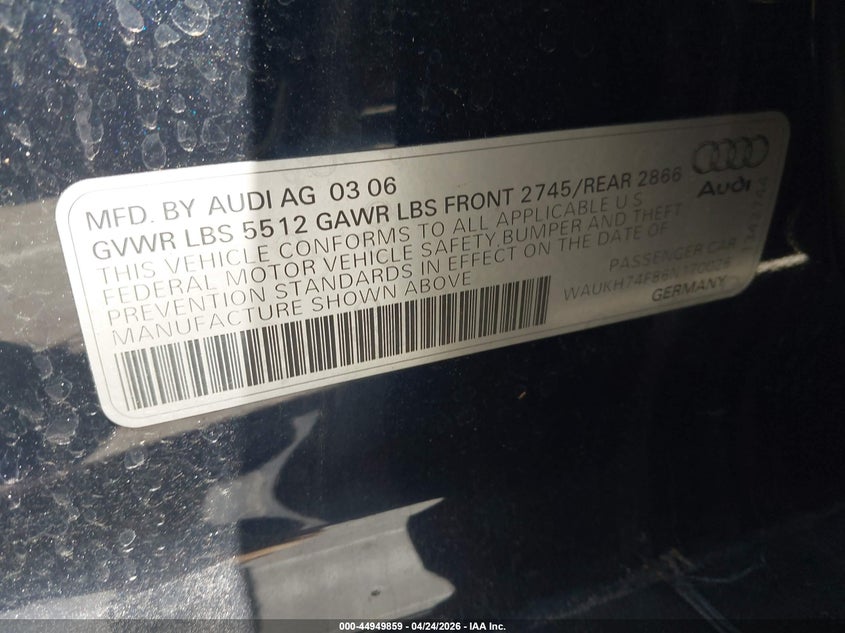 MFD. BY AUDI AG 03 06
GVWR LBS 5512 GAWR LBS FRONT 2745/REAR 2866
THIS VEHICLE CONFORMS TO ALL APPLICABLE U.S
FEDERAL MOTOR VEHICLE SAFETY, BUMPER AND THEFT
PREVENTION STANDARDS IN EFFECT ON THE DATE OF
MANUFACTURE SHOWN ABOVE
Audi
PASSENGER CAR
WAUKH74F86N170026
GERMANY
000-44949859 - 04/24/2026 - IAA Inc.